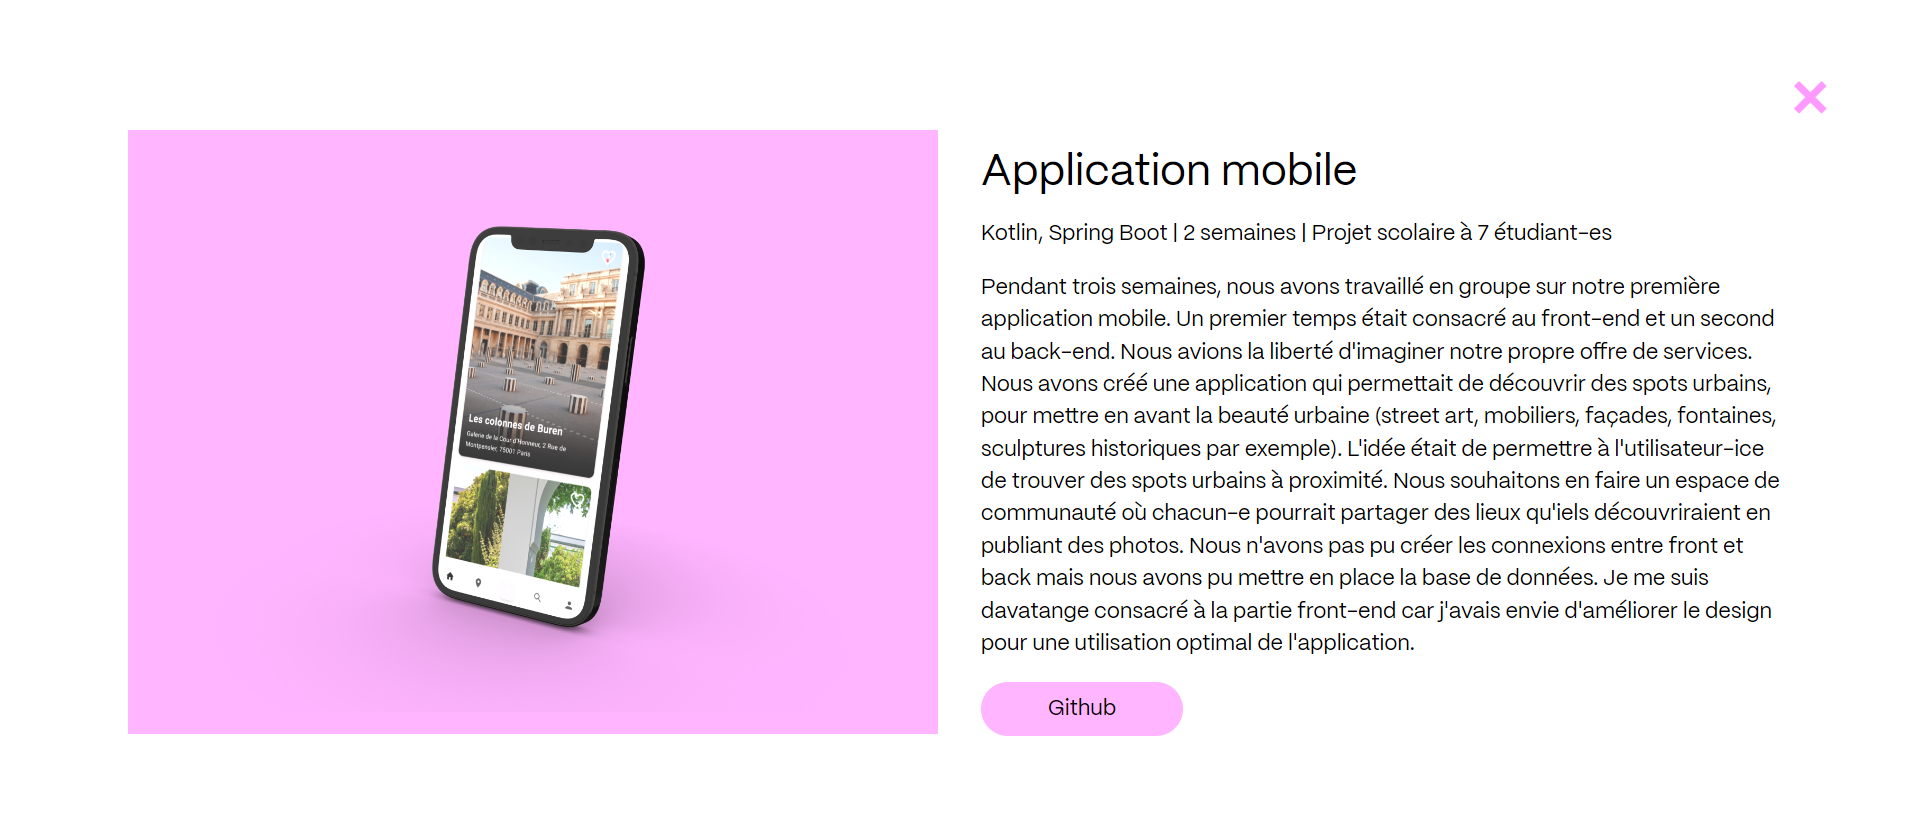 Application mobile
Kotlin, Spring Boot | 2 semaines | Projet scolaire à 7 étudiant-es
Pendant trois semaines, nous avons travaillé en groupe sur notre première
application mobile. Un premier temps était consacré au front-end et un second
au back-end. Nous avions la liberté d'imaginer notre propre offre de services.
Nous avons créé une application qui permettait de découvrir des spots urbains,
pour mettre en avant la beauté urbaine (street art, mobiliers, façades, fontaines,
sculptures historiques par exemple). L'idée était de permettre à l'utilisateur-ice
de trouver des spots urbains à proximité. Nous souhaitons en faire un espace de
communauté où chacun-e pourrait partager des lieux qu'iels découvriraient en
publiant des photos. Nous n'avons pas pu créer les connexions entre front et
back mais nous avons pu mettre en place la base de données. Je me suis
davatange consacré à la partie front-end car j'avais envie d'améliorer le design
pour une utilisation optimal de l'application.
Github
Les colonnes de Buren
Galerie de la Cour d'Honneur, 2 Rue de
Montpensier, 75001 Paris